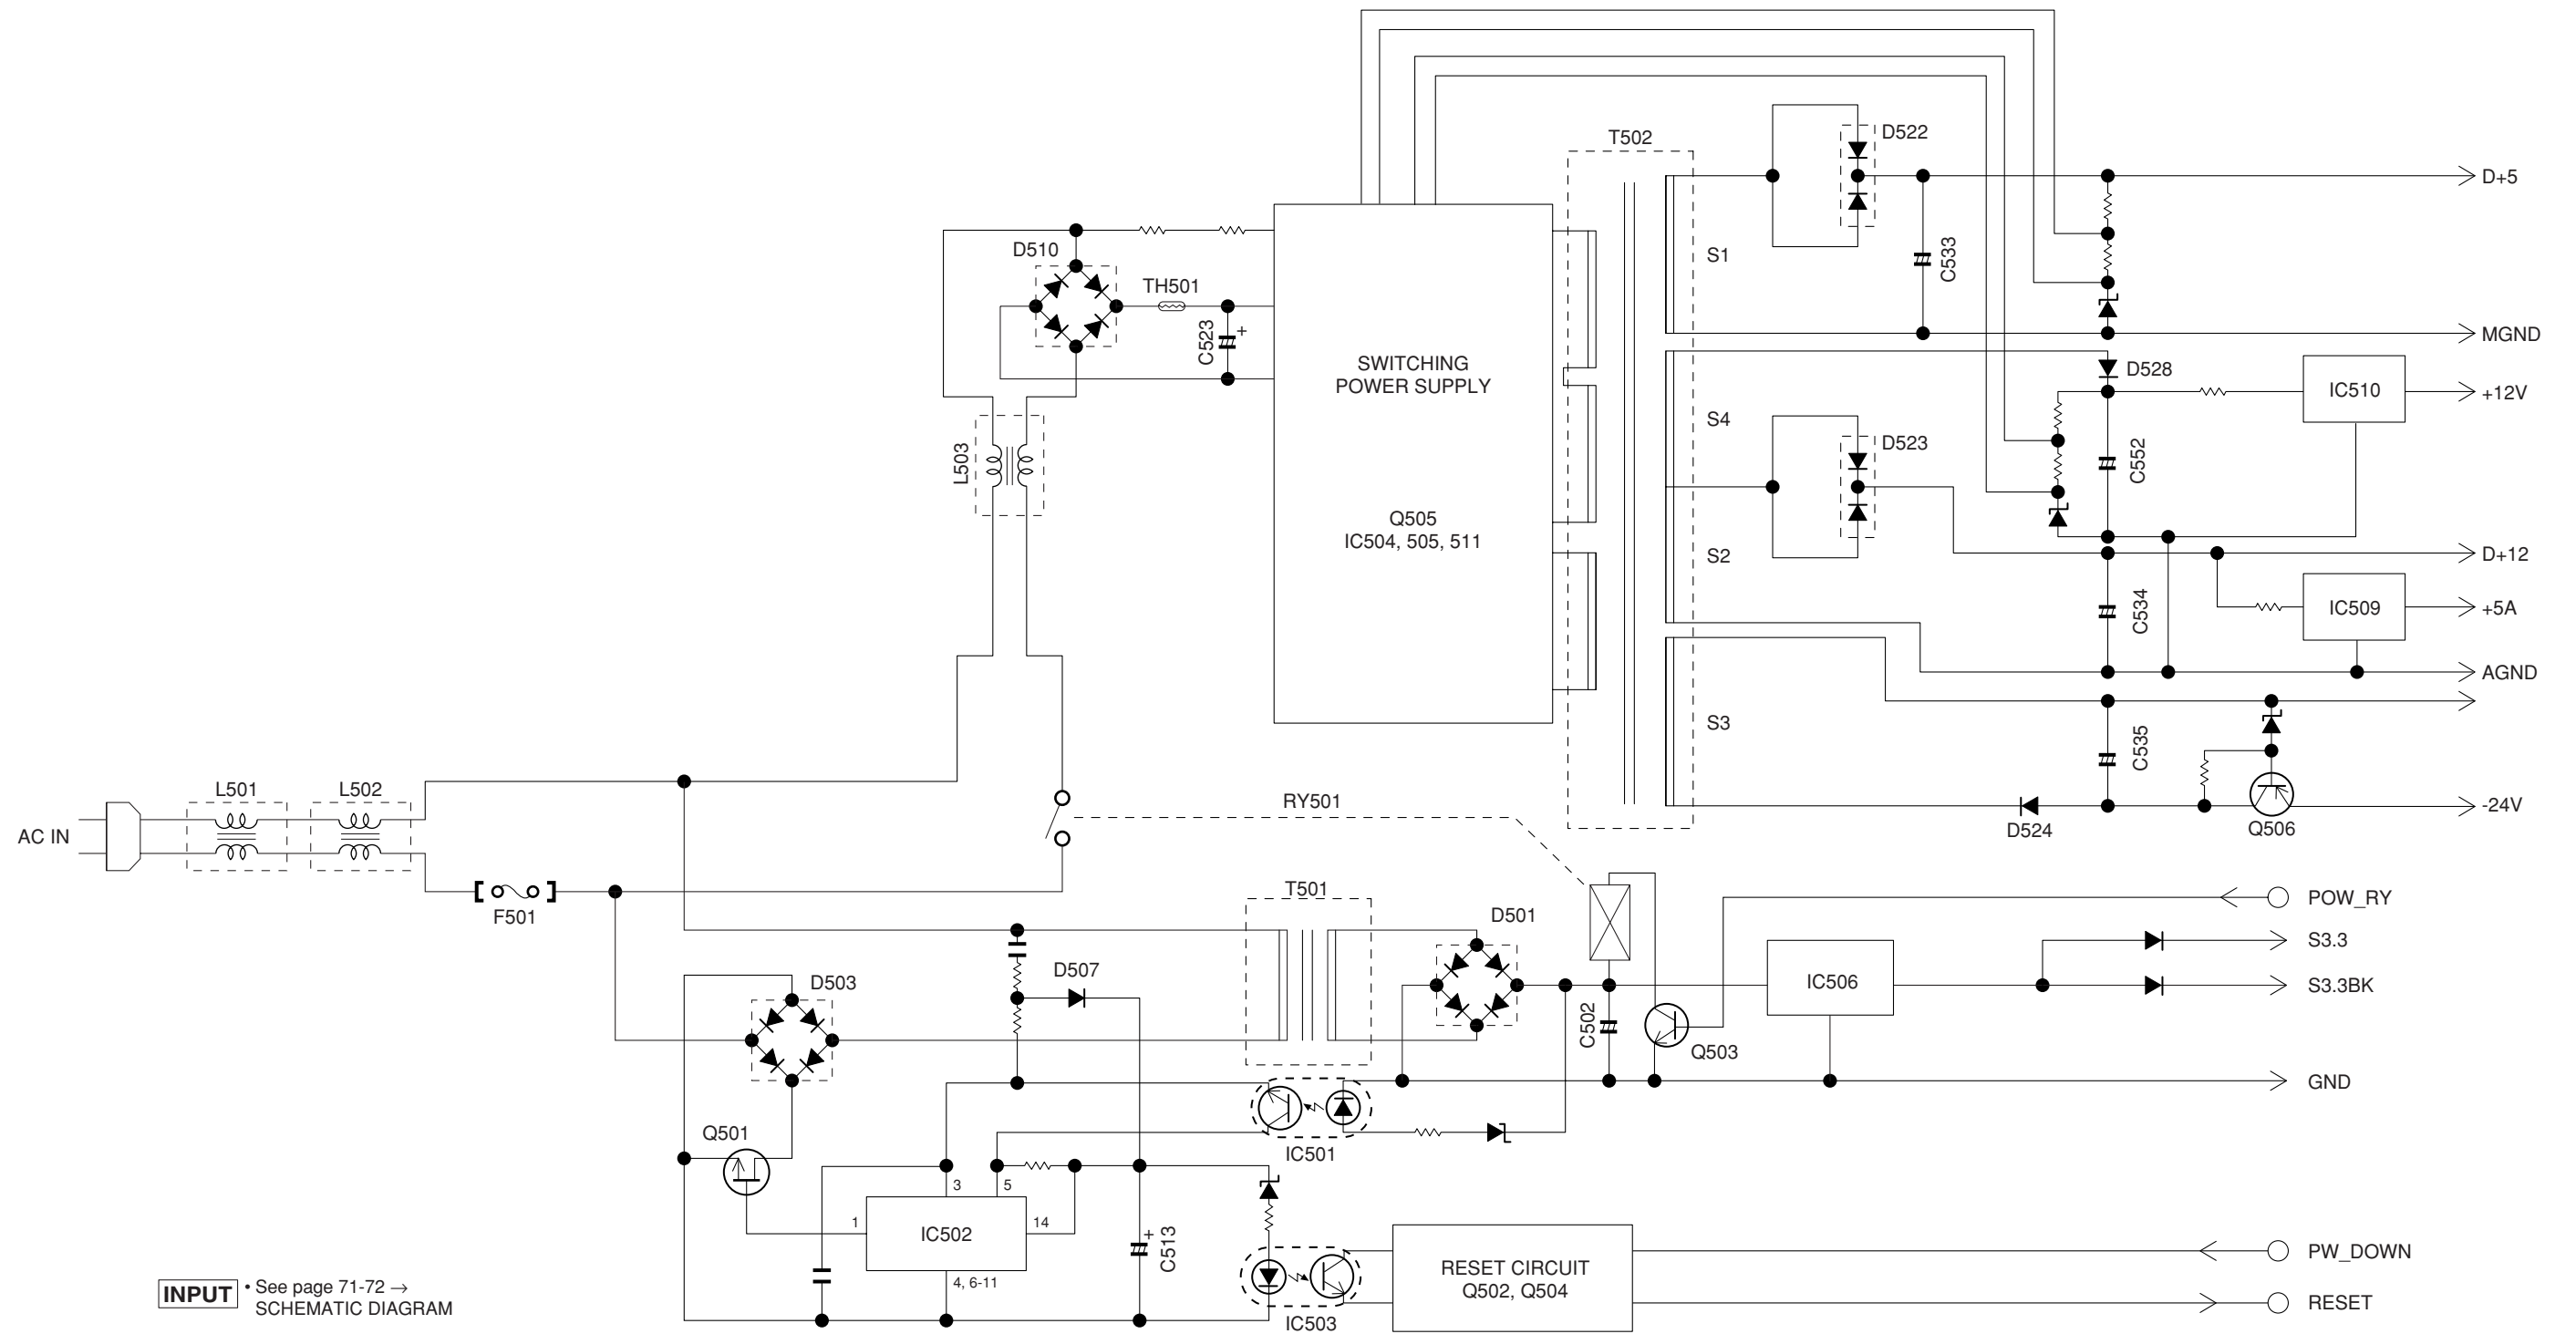 T502
D522
D+5
D510
S1
C533
TH501
C523
+
MGND
SWITCHING
POWER SUPPLY
D528
IC510
+12V
S4
D523
C552
L503
Q505
IC504, 505, 511
S2
D+12
C534
IC509
+5A
AGND
S3
C535
L501
L502
RY501
D524
Q506
-24V
AC IN
F501
T501
D501
POW_RY
S3.3
D507
D503
IC506
S3.3BK
C502
Q503
GND
Q501
IC501
3
5
1
IC502
14
+
C513
4, 6-11
RESET CIRCUIT
Q502, Q504
PW_DOWN
RESET
IC503
INPUT • See page 71-72 →
SCHEMATIC DIAGRAM